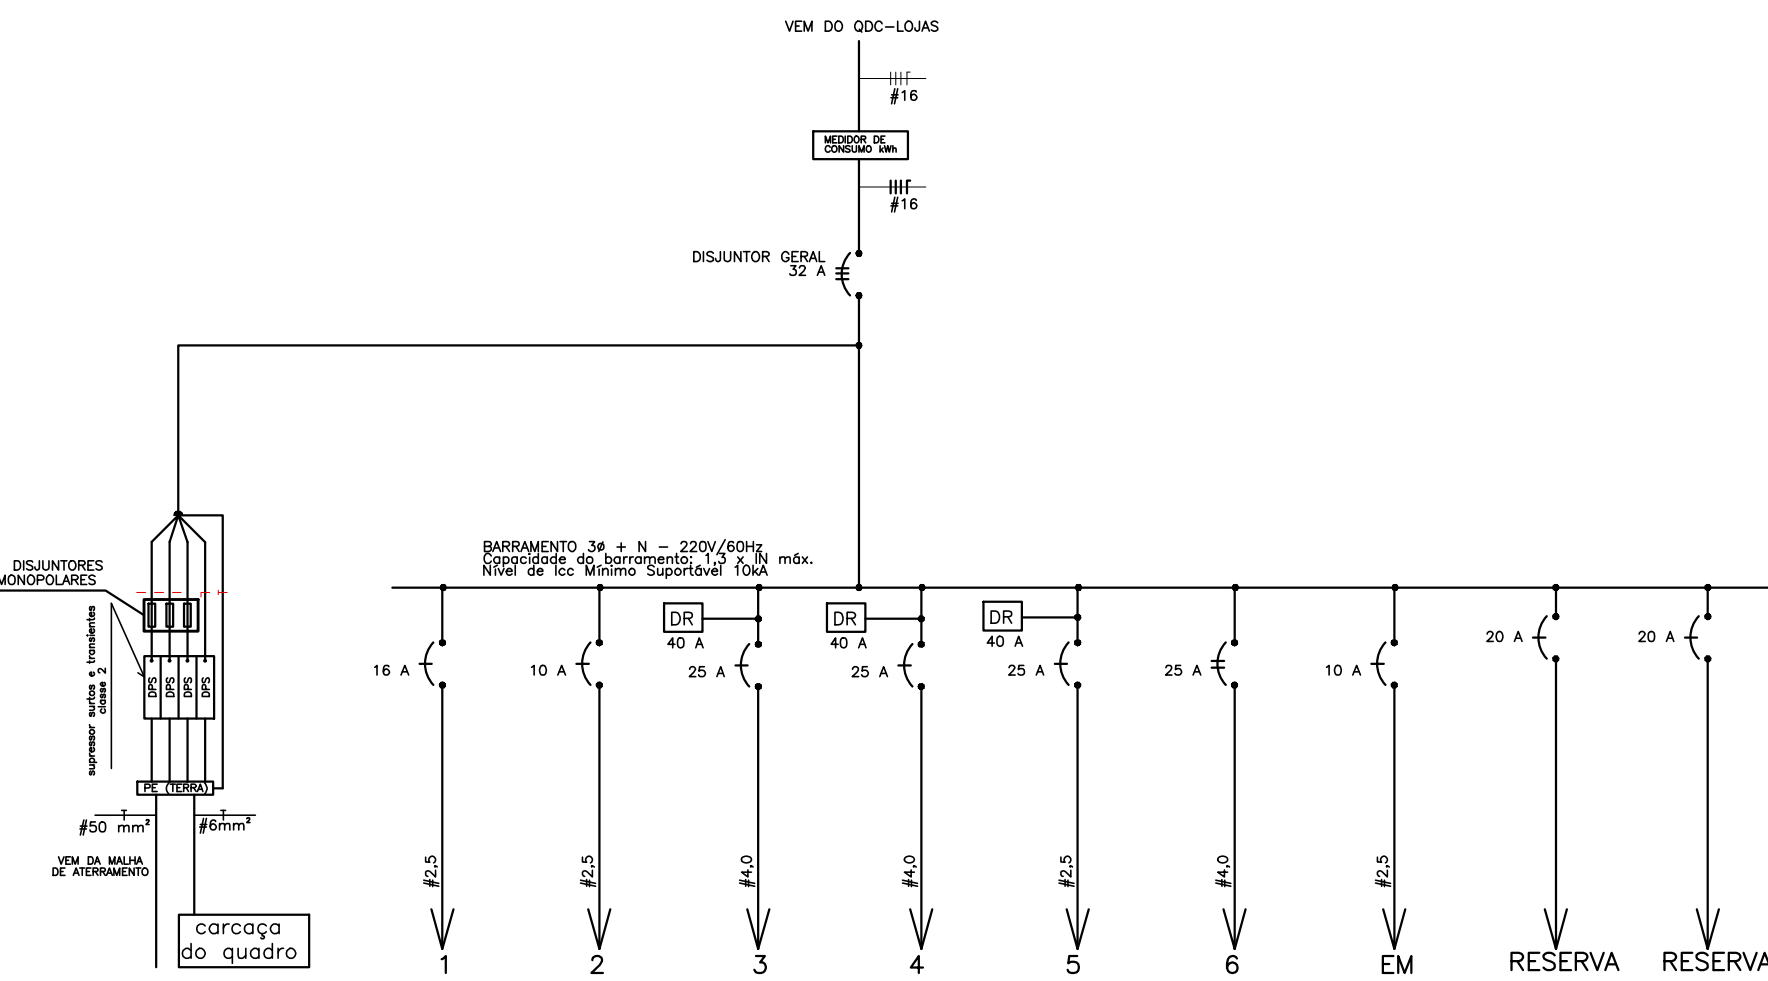 VEM DO QDC-LOJAS
#16
MEDIDOR DE
CONSUMO kWh
#16
DISJUNTOR GERAL
32 A
BARRAMENTO 3ø + N - 220V/60Hz
Capacidade do barramento: 1,3 x IN máx.
Nível de Icc Mínimo Suportável 10kA
DISJUNTORES
MONOPOLARES
supressor surtos e transientes
classe 2
DPS DPS DPS DPS
PE (TERRA)
#50 mm²
#6mm²
VEM DA MALHA
DE ATERRAMENTO
carcaça
do quadro
DR
40 A
DR
40 A
DR
40 A
16 A
10 A
25 A
25 A
25 A
25 A
10 A
20 A
20 A
#2,5
#2,5
#4,0
#4,0
#2,5
#4,0
#2,5
1
2
3
4
5
6
EM
RESERVA
RESERVA